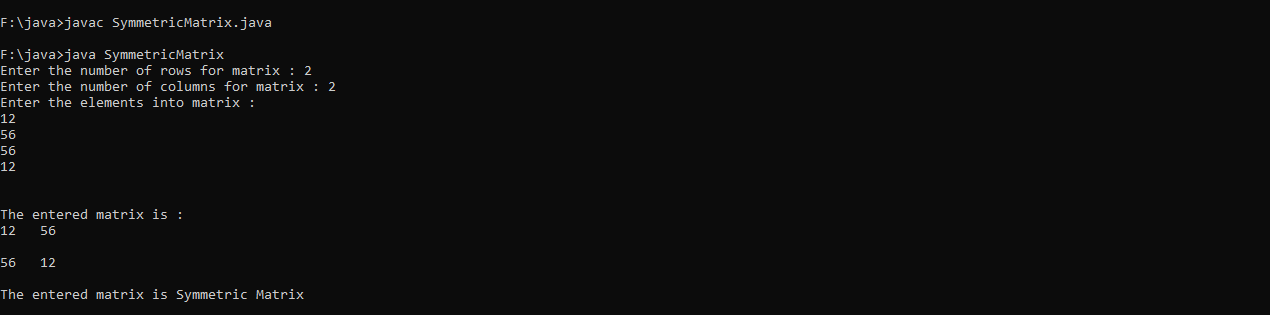 F:\java>javac SymmetricMatrix.java
F:\java>java SymmetricMatrix
Enter the number of rows for matrix : 2
Enter the number of columns for matrix : 2
Enter the elements into matrix :
12
56
56
12
The entered matrix is :
12   56
56   12
The entered matrix is Symmetric Matrix